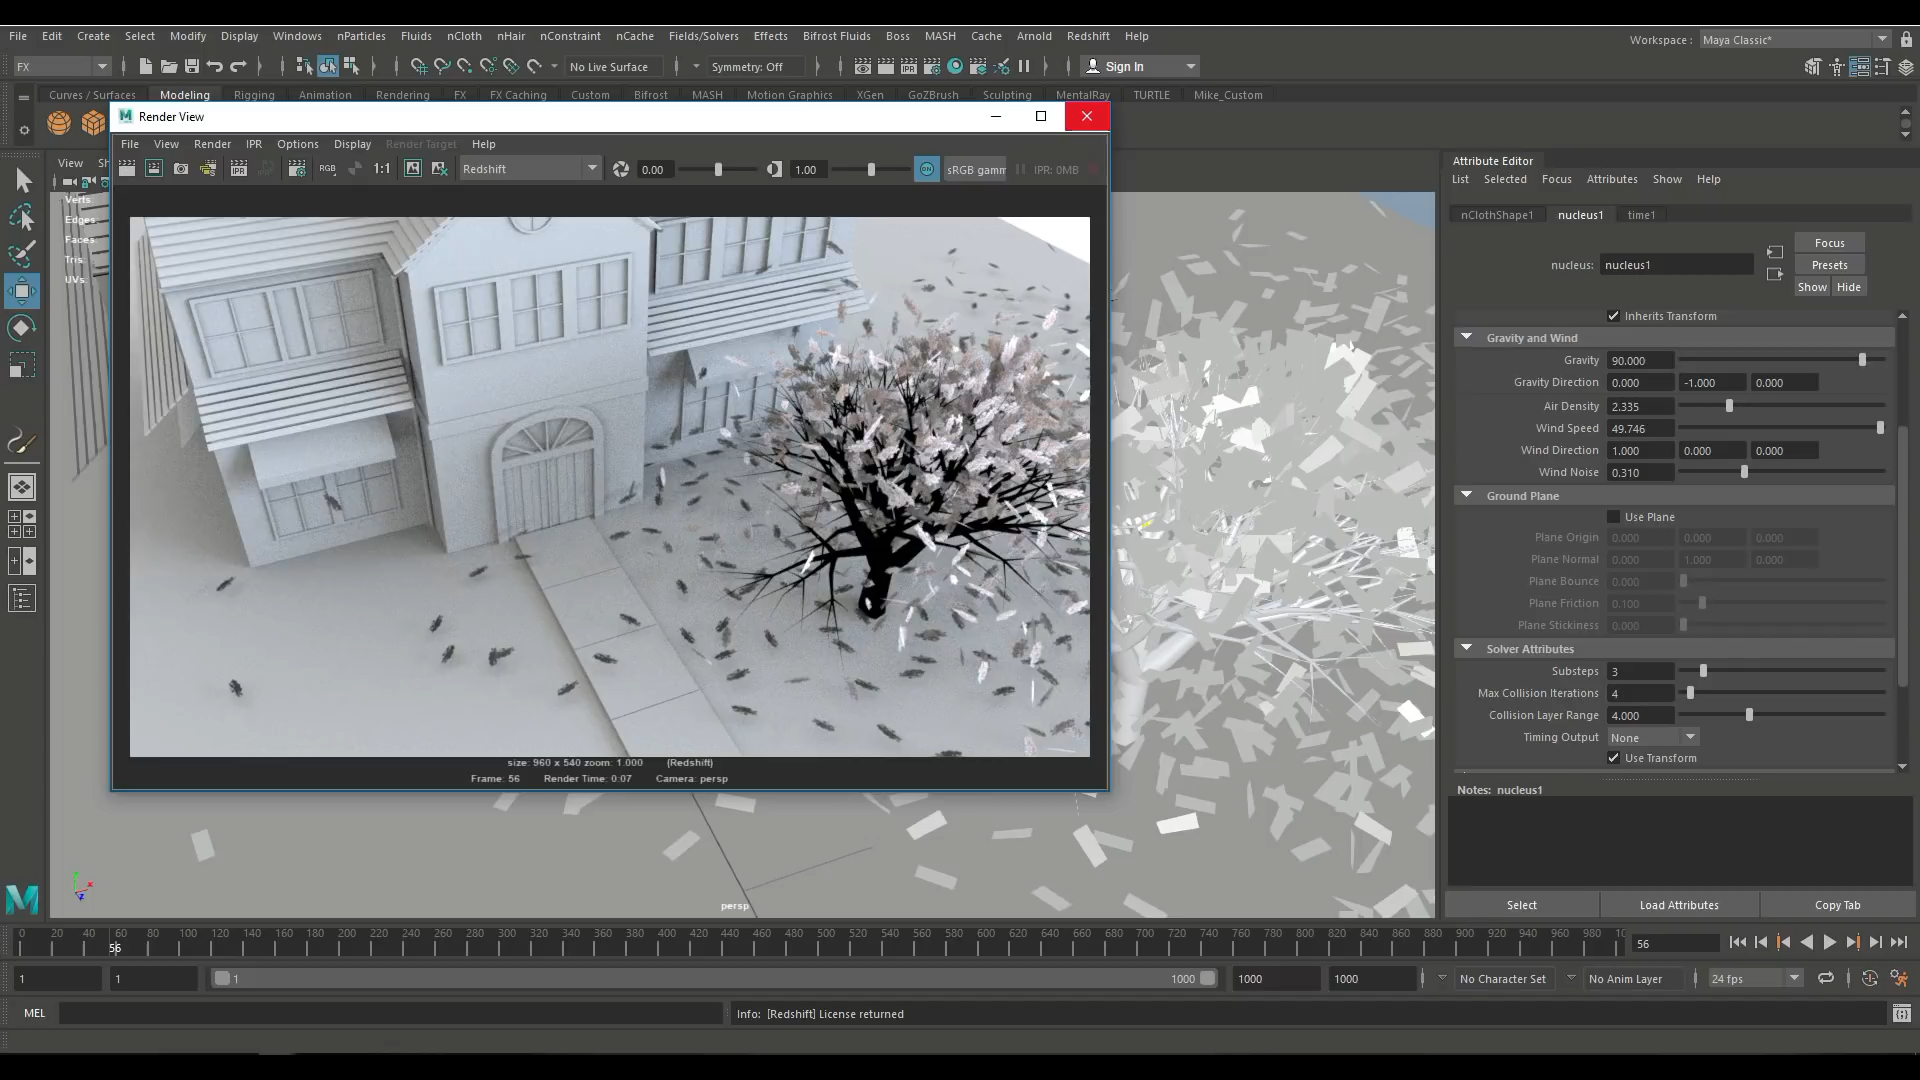 File Edit Create Select Modify Display Windows nParticles Fluids nCloth nHair nConstraint nCache Fields/Solvers Effects Bifrost Fluids Boss MASH Cache Arnold Redshift Help
Workspace : Maya Classic*
FX No Live Surface Symmetry: Off Sign In
Curves / Surfaces Modeling Rigging Animation Rendering FX FX Caching Custom Bifrost MASH Motion Graphics XGen GoZBrush Sculpting MentalRay TURTLE Mike_Custom
Render View
File View Render IPR Options Display Render Target Help
IPR RGB 1:1 Redshift 0.00 1.00 ON sRGB gamm IPR: 0MB
View Sh
Verts:
Edges:
Faces:
Tris:
UVs:
size: 960 x 540 zoom: 1.000 (Redshift)
Frame: 56 Render Time: 0:07 Camera: persp
persp
Attribute Editor
List Selected Focus Attributes Show Help
nClothShape1 nucleus1 time1
nucleus: nucleus1
Focus
Presets
Show Hide
Inherits Transform
Gravity and Wind
Gravity 90.000
Gravity Direction 0.000 -1.000 0.000
Air Density 2.335
Wind Speed 49.746
Wind Direction 1.000 0.000 0.000
Wind Noise 0.310
Ground Plane
Use Plane
Plane Origin 0.000 0.000 0.000
Plane Normal 0.000 1.000 0.000
Plane Bounce 0.000
Plane Friction 0.100
Plane Stickiness 0.000
Solver Attributes
Substeps 3
Max Collision Iterations 4
Collision Layer Range 4.000
Timing Output None
Use Transform
Notes: nucleus1
Select Load Attributes Copy Tab
0 20 40 60 80 100 120 140 160 180 200 220 240 260 280 300 320 340 360 380 400 420 440 460 480 500 520 540 560 580 600 620 640 660 680 700 720 740 760 780 800 820 840 860 880 900 920 940 960 980
56 56
1 1 1 1000 1000 1000 No Character Set No Anim Layer 24 fps
MEL Info: [Redshift] License returned